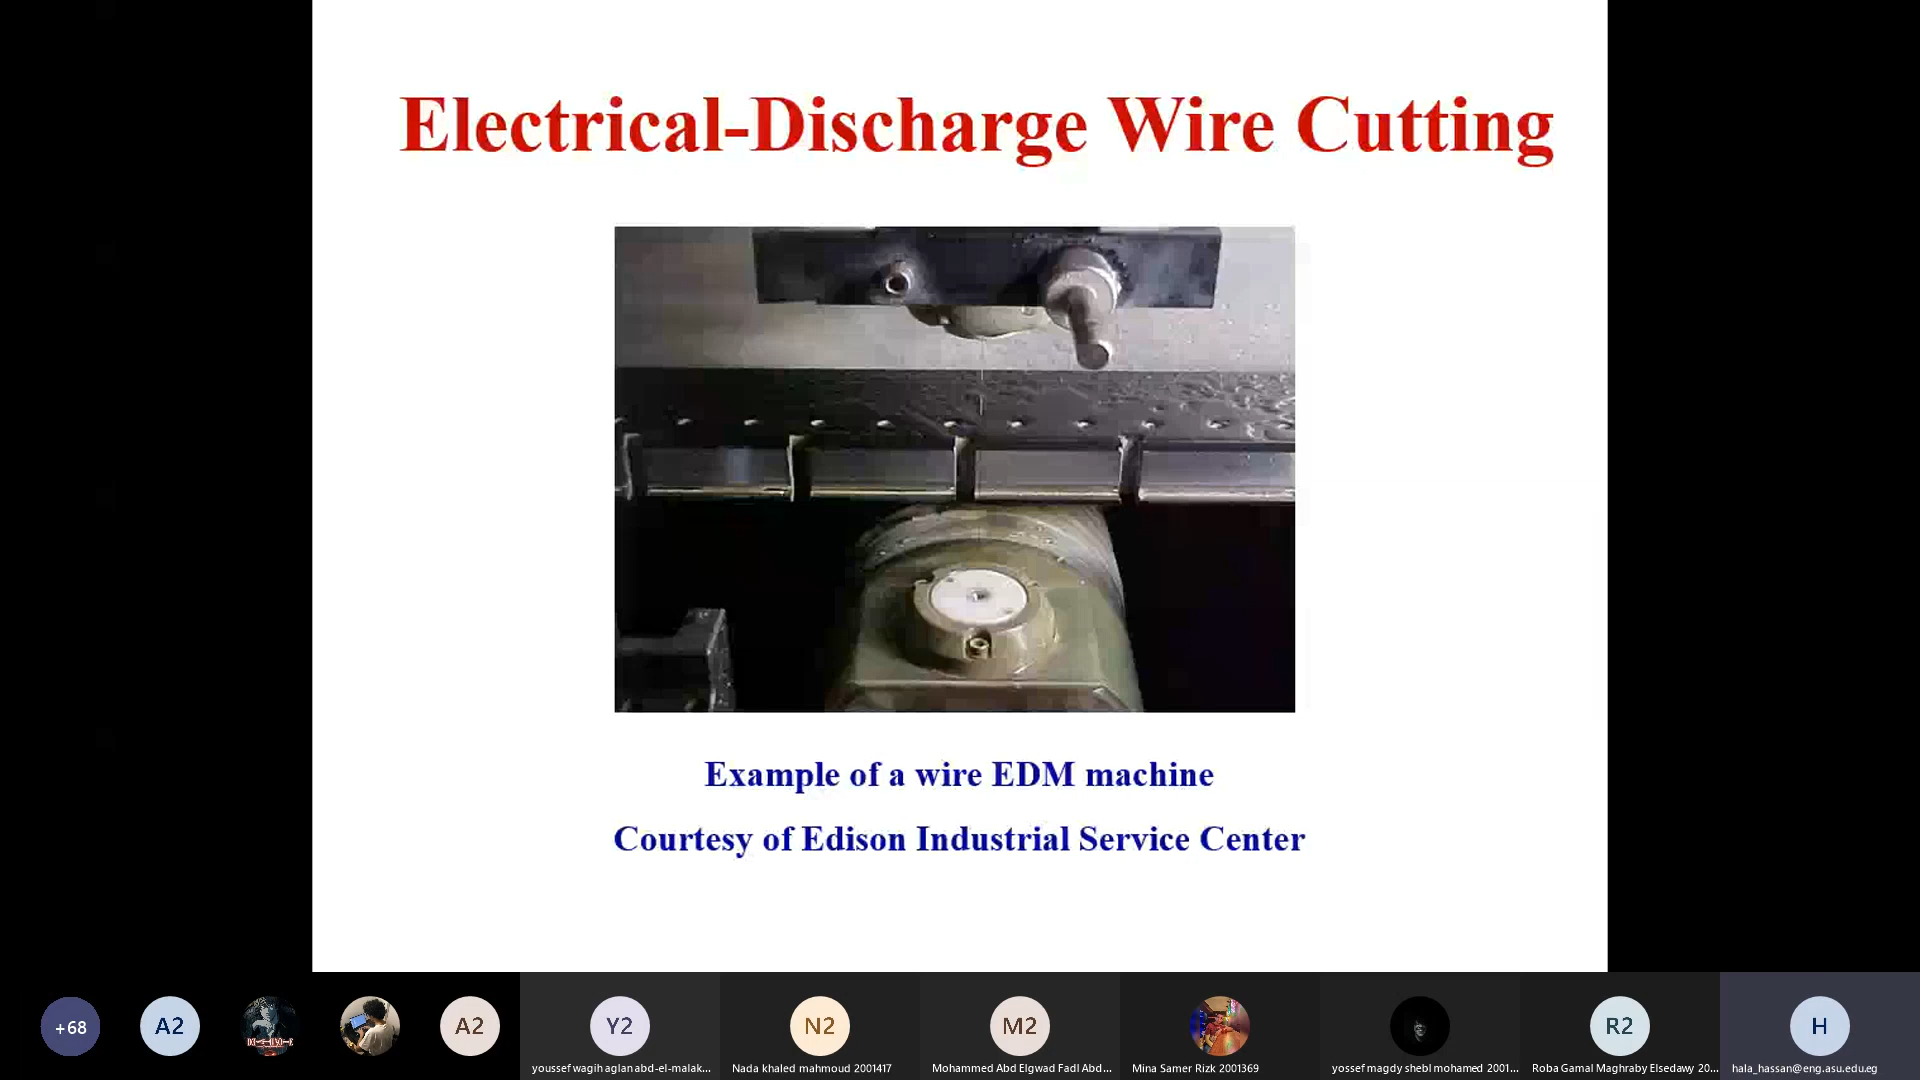 Electrical-Discharge Wire Cutting
Example of a wire EDM machine
Courtesy of Edison Industrial Service Center
+68
A2
A2
Y2
N2
M2
R2
H
youssef wagih aglan abd-el-malak...
Nada khaled mahmoud 2001417
Mohammed Abd Elgwad Fadl Abd...
Mina Samer Rizk 2001369
yossef magdy shebl mohamed 2001...
Roba Gamal Maghraby Elsedawy 20...
hala_hassan@eng.asu.edu.eg